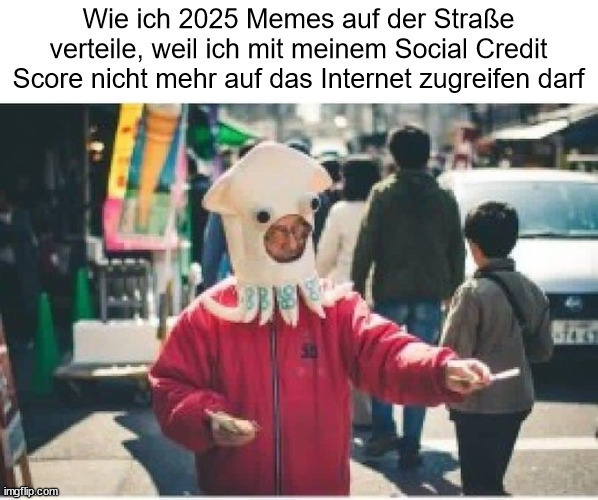 Wie ich 2025 Memes auf der Straße
verteile, weil ich mit meinem Social Credit
Score nicht mehr auf das Internet zugreifen darf
imgflip.com